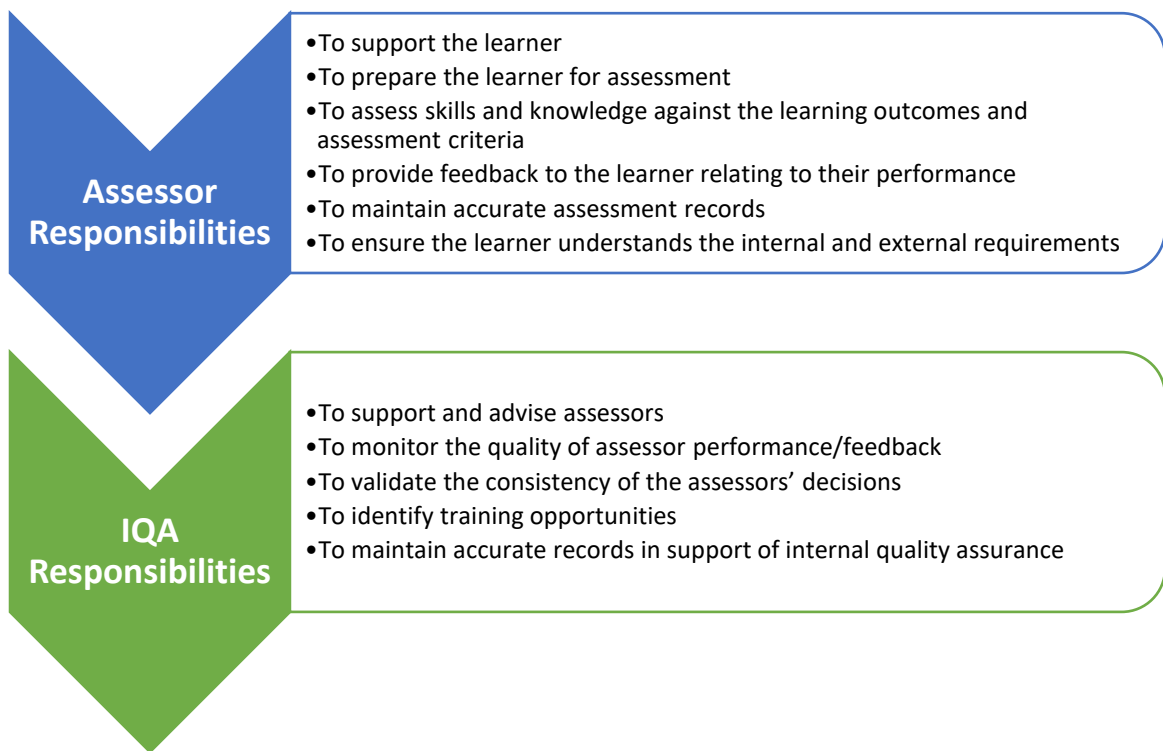 Assessor
Responsibilities
•To support the learner
•To prepare the learner for assessment
•To assess skills and knowledge against the learning outcomes and
assessment criteria
•To provide feedback to the learner relating to their performance
•To maintain accurate assessment records
•To ensure the learner understands the internal and external requirements
IQA
Responsibilities
•To support and advise assessors
•To monitor the quality of assessor performance/feedback
•To validate the consistency of the assessors’ decisions
•To identify training opportunities
•To maintain accurate records in support of internal quality assurance